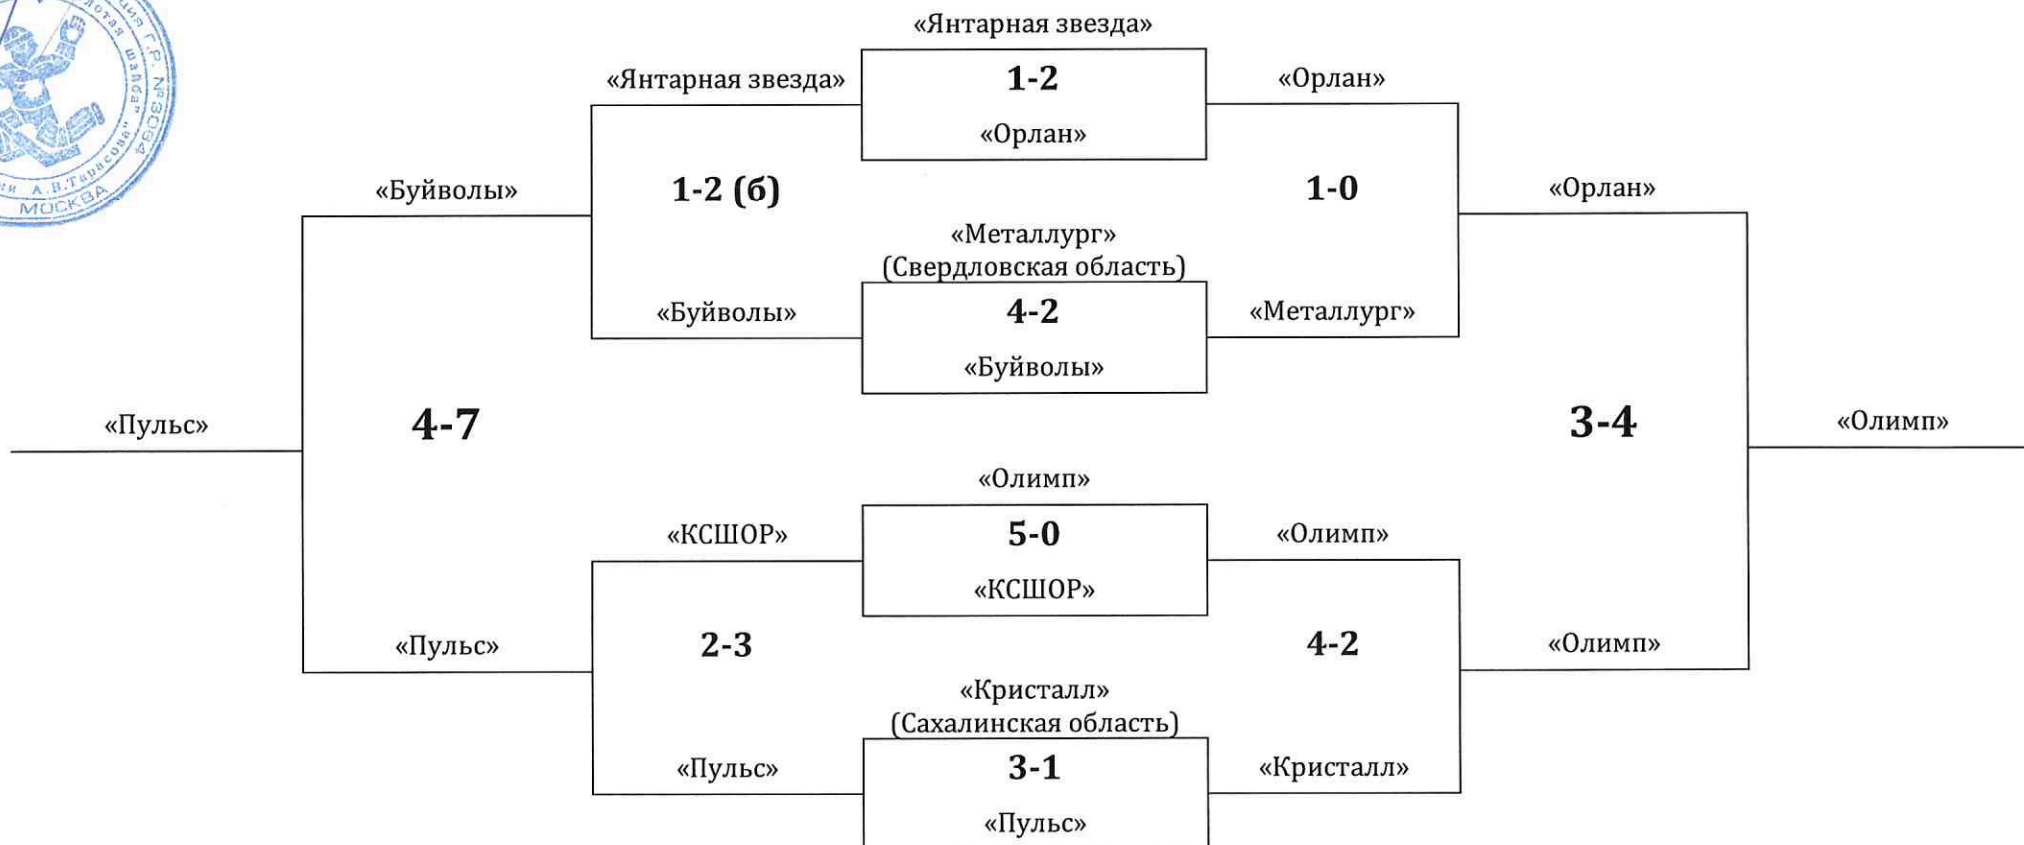 «Янтарная звезда»
«Янтарная звезда»
1-2
«Орлан»
«Орлан»
«Буйволы»
1-2 (б)
1-0
«Орлан»
«Металлург»
(Свердловская область)
«Буйволы»
4-2
«Металлург»
«Буйволы»
«Пульс»
4-7
3-4
«Олимп»
«Олимп»
«КСШОР»
5-0
«Олимп»
«КСШОР»
«Пульс»
2-3
4-2
«Олимп»
«Кристалл»
(Сахалинская область)
«Пульс»
3-1
«Кристалл»
«Пульс»
А.В.Тарасова"
МОСКВА